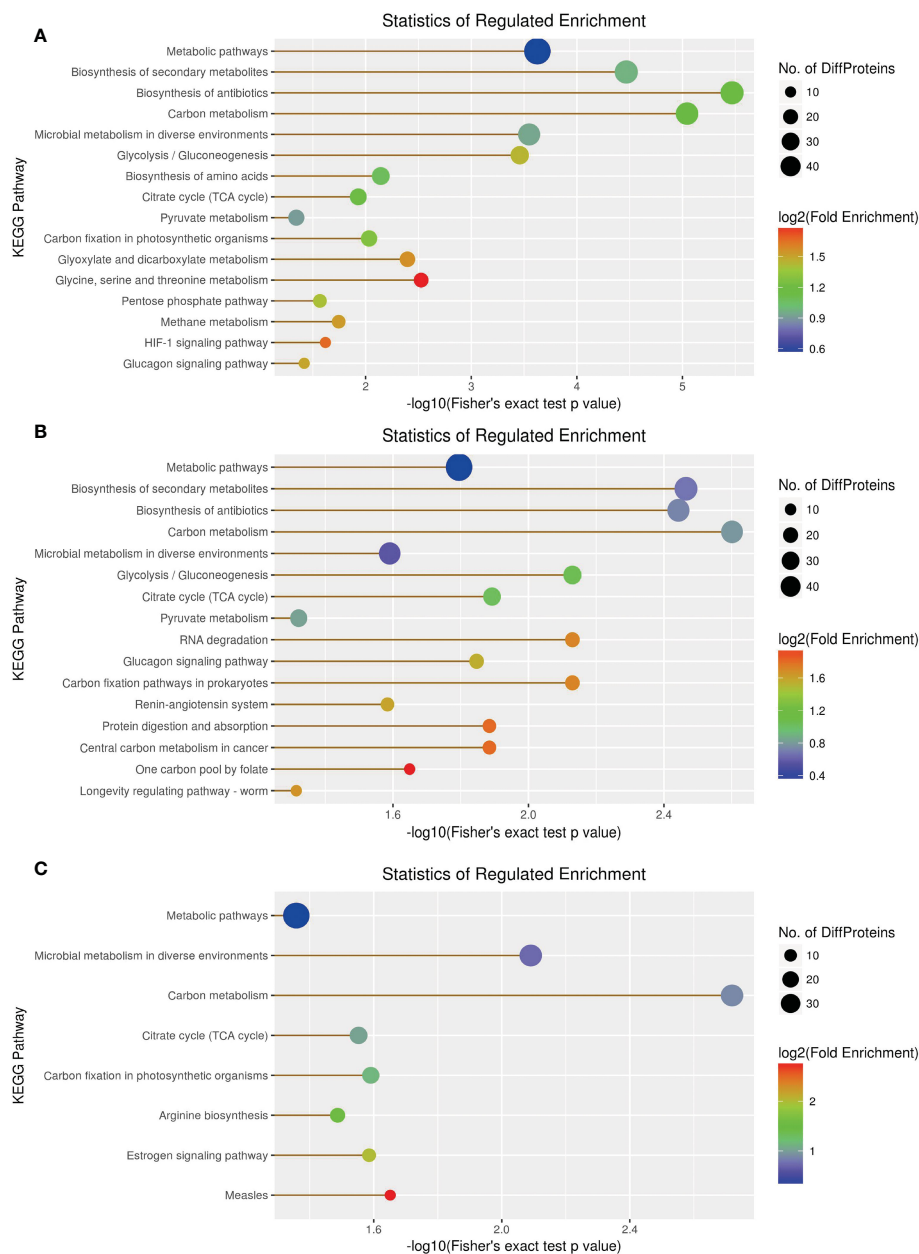 A
Statistics of Regulated Enrichment
KEGG Pathway
Metabolic pathways
Biosynthesis of secondary metabolites
Biosynthesis of antibiotics
Carbon metabolism
Microbial metabolism in diverse environments
Glycolysis / Gluconeogenesis
Biosynthesis of amino acids
Citrate cycle (TCA cycle)
Pyruvate metabolism
Carbon fixation in photosynthetic organisms
Glyoxylate and dicarboxylate metabolism
Glycine, serine and threonine metabolism
Pentose phosphate pathway
Methane metabolism
HIF-1 signaling pathway
Glucagon signaling pathway
2 3 4 5
-log10(Fisher's exact test p value)
No. of DiffProteins
10
20
30
40
log2(Fold Enrichment)
1.5
1.2
0.9
0.6
B
Statistics of Regulated Enrichment
KEGG Pathway
Metabolic pathways
Biosynthesis of secondary metabolites
Biosynthesis of antibiotics
Carbon metabolism
Microbial metabolism in diverse environments
Glycolysis / Gluconeogenesis
Citrate cycle (TCA cycle)
Pyruvate metabolism
RNA degradation
Glucagon signaling pathway
Carbon fixation pathways in prokaryotes
Renin-angiotensin system
Protein digestion and absorption
Central carbon metabolism in cancer
One carbon pool by folate
Longevity regulating pathway - worm
1.6 2.0 2.4
-log10(Fisher's exact test p value)
No. of DiffProteins
10
20
30
40
log2(Fold Enrichment)
1.6
1.2
0.8
0.4
C
Statistics of Regulated Enrichment
KEGG Pathway
Metabolic pathways
Microbial metabolism in diverse environments
Carbon metabolism
Citrate cycle (TCA cycle)
Carbon fixation in photosynthetic organisms
Arginine biosynthesis
Estrogen signaling pathway
Measles
1.6 2.0 2.4
-log10(Fisher's exact test p value)
No. of DiffProteins
10
20
30
log2(Fold Enrichment)
2
1